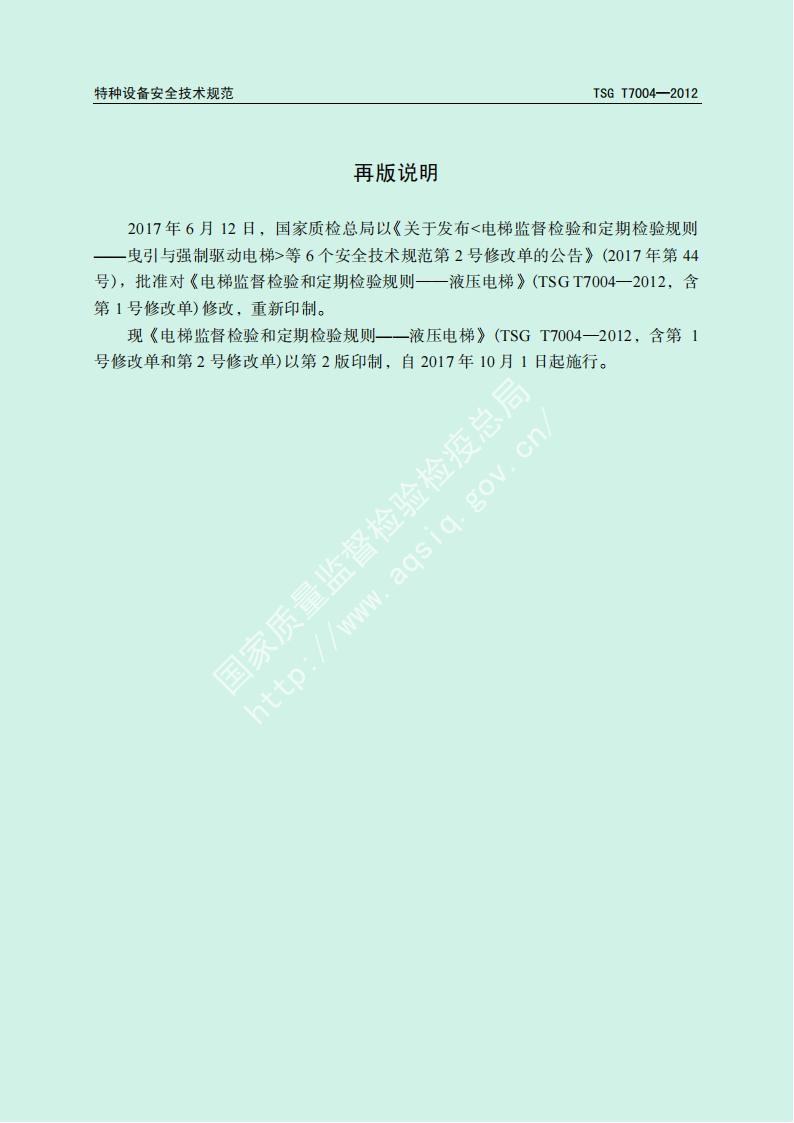 特种设备安全技术规范 TSG T7004—2012
再版说明
2017 年 6 月 12 日，国家质检总局以《关于发布<电梯监督检验和定期检验规则
——曳引与强制驱动电梯>等 6 个安全技术规范第 2 号修改单的公告》(2017 年第 44
号)，批准对《电梯监督检验和定期检验规则——液压电梯》(TSG T7004—2012，含
第 1 号修改单)修改，重新印制。
现《电梯监督检验和定期检验规则——液压电梯》(TSG T7004—2012，含第 1
号修改单和第 2 号修改单)以第 2 版印制，自 2017 年 10 月 1 日起施行。
国家质量监督检验检疫总局
http://www.aqsiq.gov.cn/